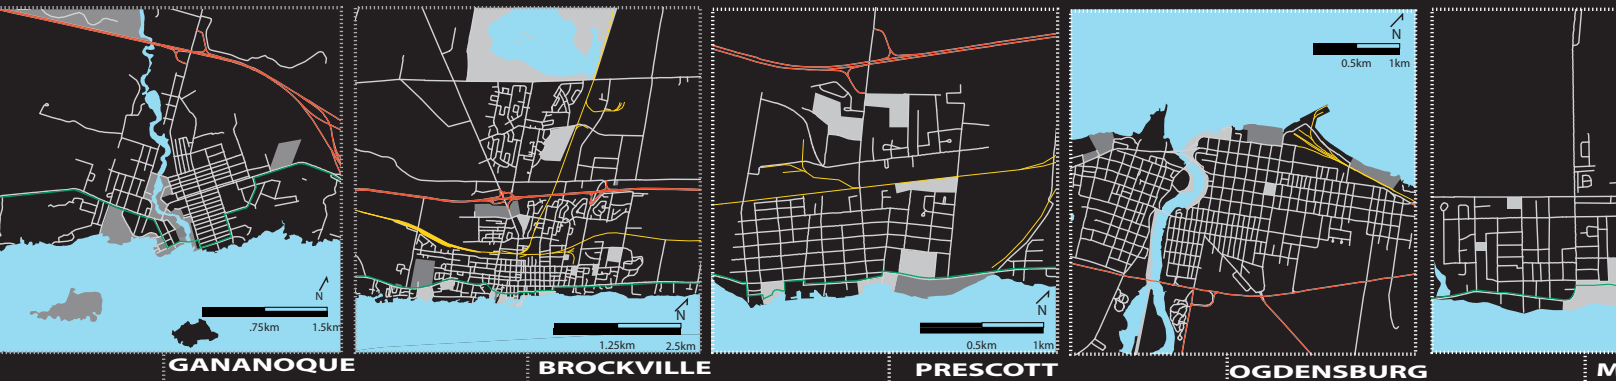 N
.75km 1.5km
GANANOQUE
N
1.25km 2.5km
BROCKVILLE
N
0.5km 1km
PRESCOTT
N
0.5km 1km
OGDENSBURG
M